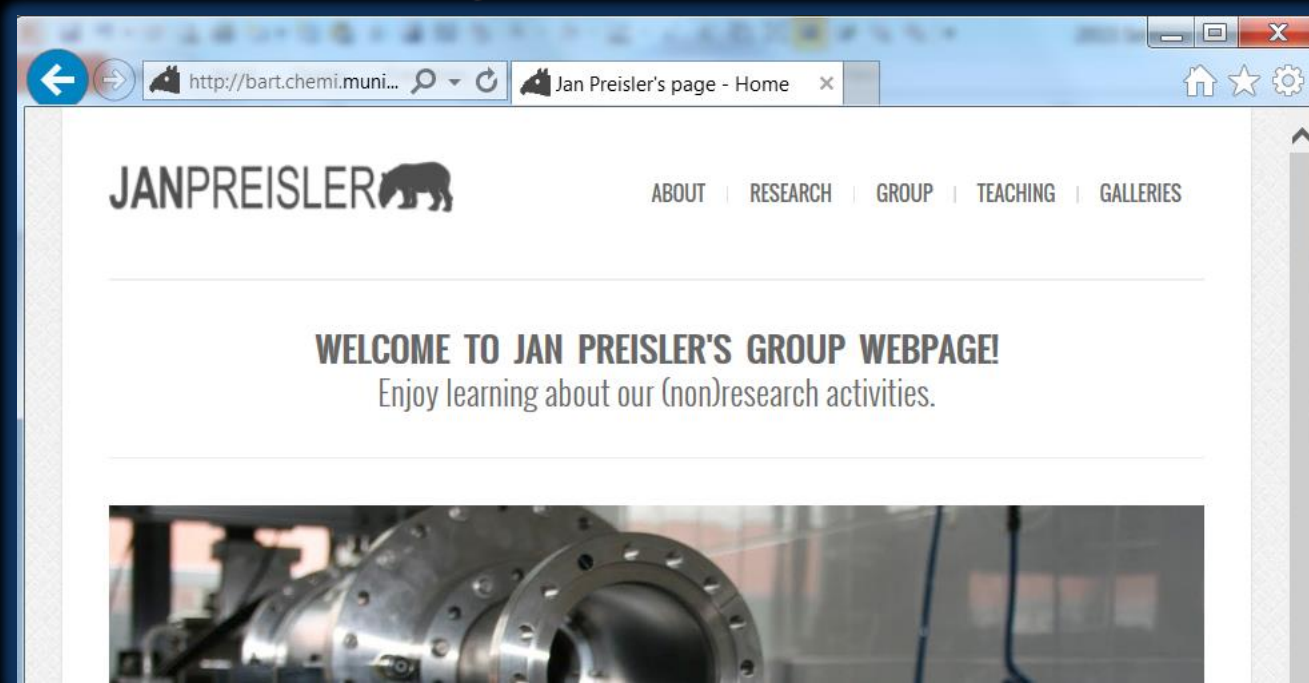 http://bart.chemi.muni...
Jan Preisler's page - Home
JANPREISLER
ABOUT | RESEARCH | GROUP | TEACHING | GALLERIES
WELCOME TO JAN PREISLER'S GROUP WEBPAGE!
Enjoy learning about our (non)research activities.